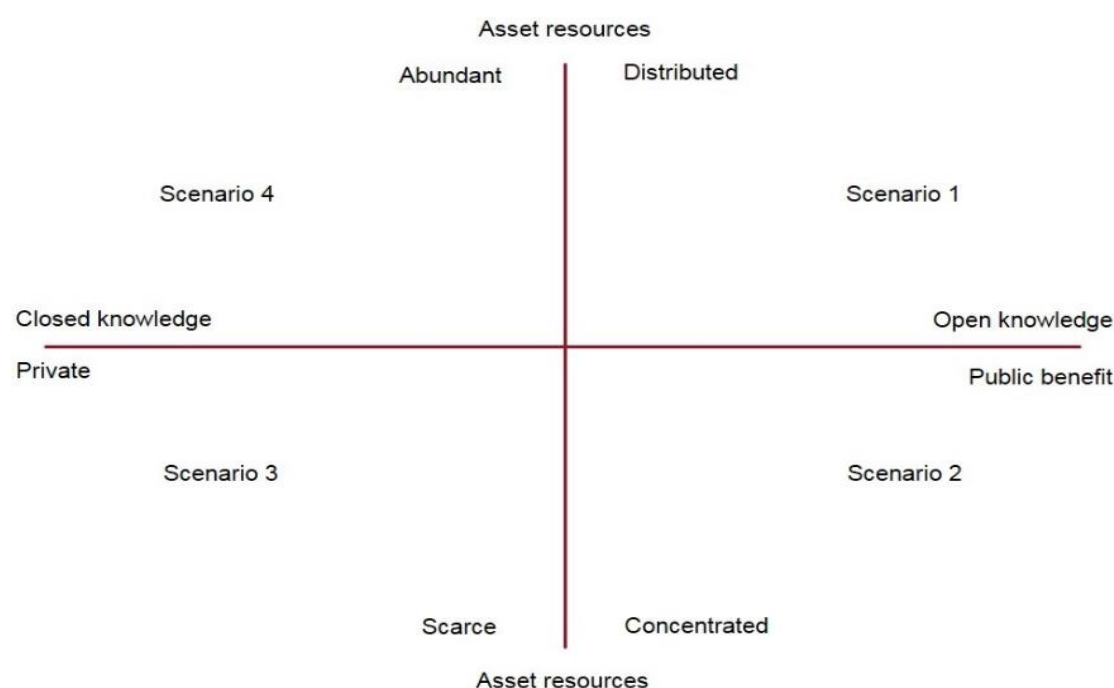 Asset resources
Abundant Distributed
Scenario 4 Scenario 1
Closed knowledge Open knowledge
Private Public benefit
Scenario 3 Scenario 2
Scarce Concentrated
Asset resources